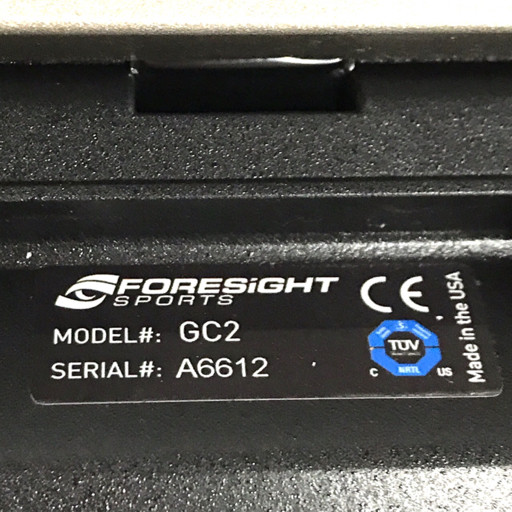 FORESiGHT
SPORTS
MODEL#: GC2
SERIAL#: A6612
CE
TÜV
C NRTL US
Made in the USA